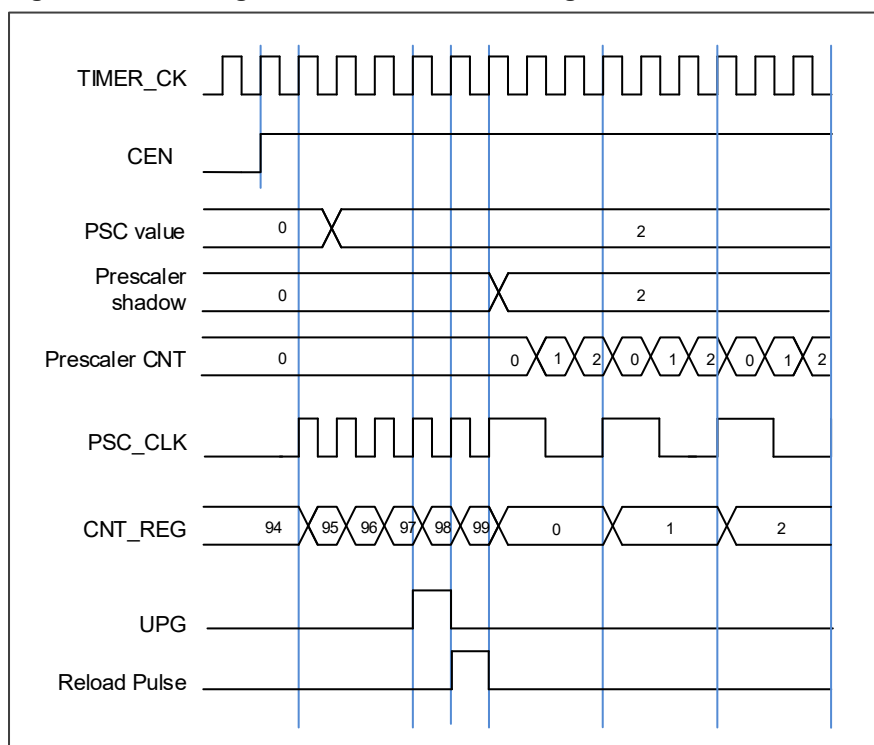 TIMER_CK
CEN
PSC value 0 2
Prescaler
shadow 0 2
Prescaler CNT 0 0 1 2 0 1 2 0 1 2
PSC_CLK
CNT_REG 94 95 96 97 98 99 0 1 2
UPG
Reload Pulse